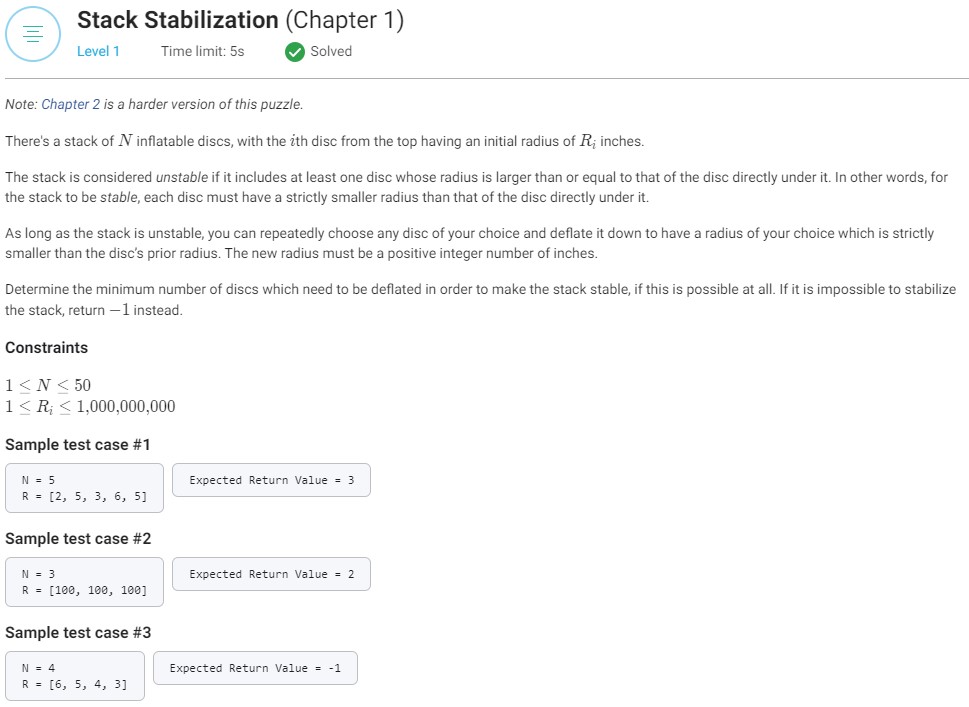 Stack Stabilization (Chapter 1)
Level 1 Time limit: 5s Solved
Note: Chapter 2 is a harder version of this puzzle.
There's a stack of N inflatable discs, with the ith disc from the top having an initial radius of Rᵢ inches.
The stack is considered unstable if it includes at least one disc whose radius is larger than or equal to that of the disc directly under it. In other words, for
the stack to be stable, each disc must have a strictly smaller radius than that of the disc directly under it.
As long as the stack is unstable, you can repeatedly choose any disc of your choice and deflate it down to have a radius of your choice which is strictly
smaller than the disc's prior radius. The new radius must be a positive integer number of inches.
Determine the minimum number of discs which need to be deflated in order to make the stack stable, if this is possible at all. If it is impossible to stabilize
the stack, return −1 instead.
Constraints
1 ≤ N ≤ 50
1 ≤ Rᵢ ≤ 1,000,000,000
Sample test case #1
N = 5
R = [2, 5, 3, 6, 5]
Expected Return Value = 3
Sample test case #2
N = 3
R = [100, 100, 100]
Expected Return Value = 2
Sample test case #3
N = 4
R = [6, 5, 4, 3]
Expected Return Value = -1